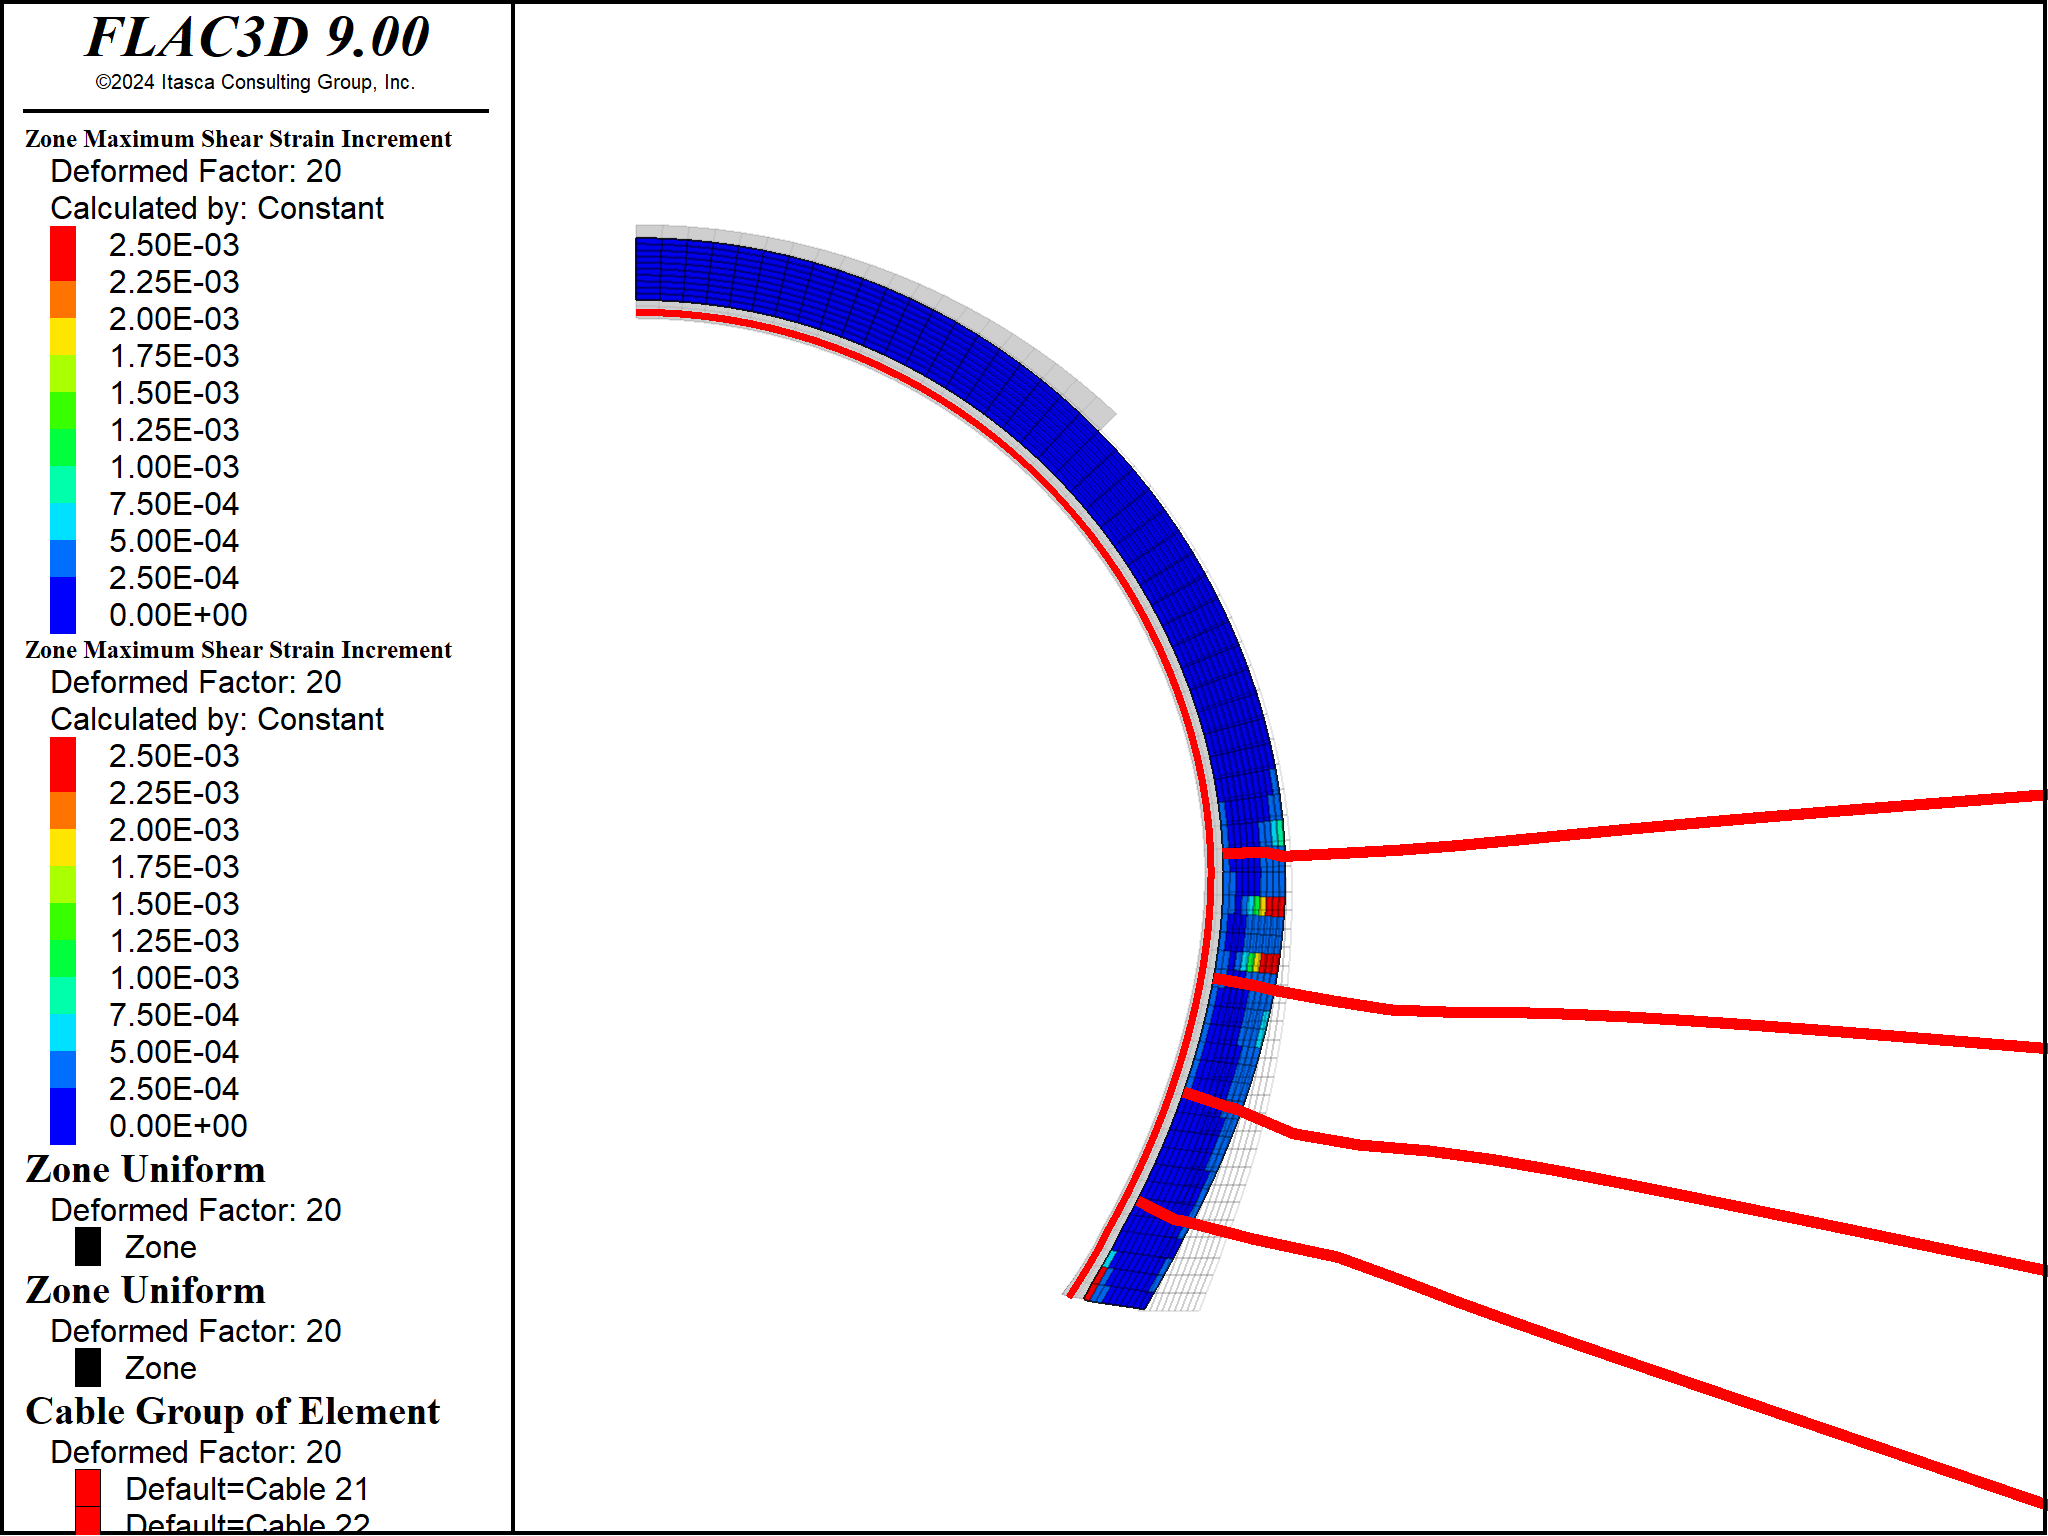 FLAC3D 9.00
©2024 Itasca Consulting Group, Inc.
Zone Maximum Shear Strain Increment
Deformed Factor: 20
Calculated by: Constant
2.50E-03
2.25E-03
2.00E-03
1.75E-03
1.50E-03
1.25E-03
1.00E-03
7.50E-04
5.00E-04
2.50E-04
0.00E+00
Zone Maximum Shear Strain Increment
Deformed Factor: 20
Calculated by: Constant
2.50E-03
2.25E-03
2.00E-03
1.75E-03
1.50E-03
1.25E-03
1.00E-03
7.50E-04
5.00E-04
2.50E-04
0.00E+00
Zone Uniform
Deformed Factor: 20
Zone
Zone Uniform
Deformed Factor: 20
Zone
Cable Group of Element
Deformed Factor: 20
Default=Cable 21
Default=Cable 22